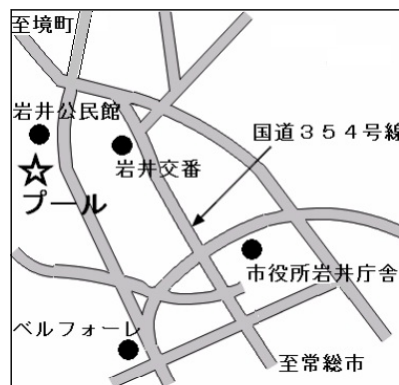 至境町
岩井公民館
国道３５４号線
岩井交番
プール
市役所岩井庁舎
ベルフォーレ
至常総市